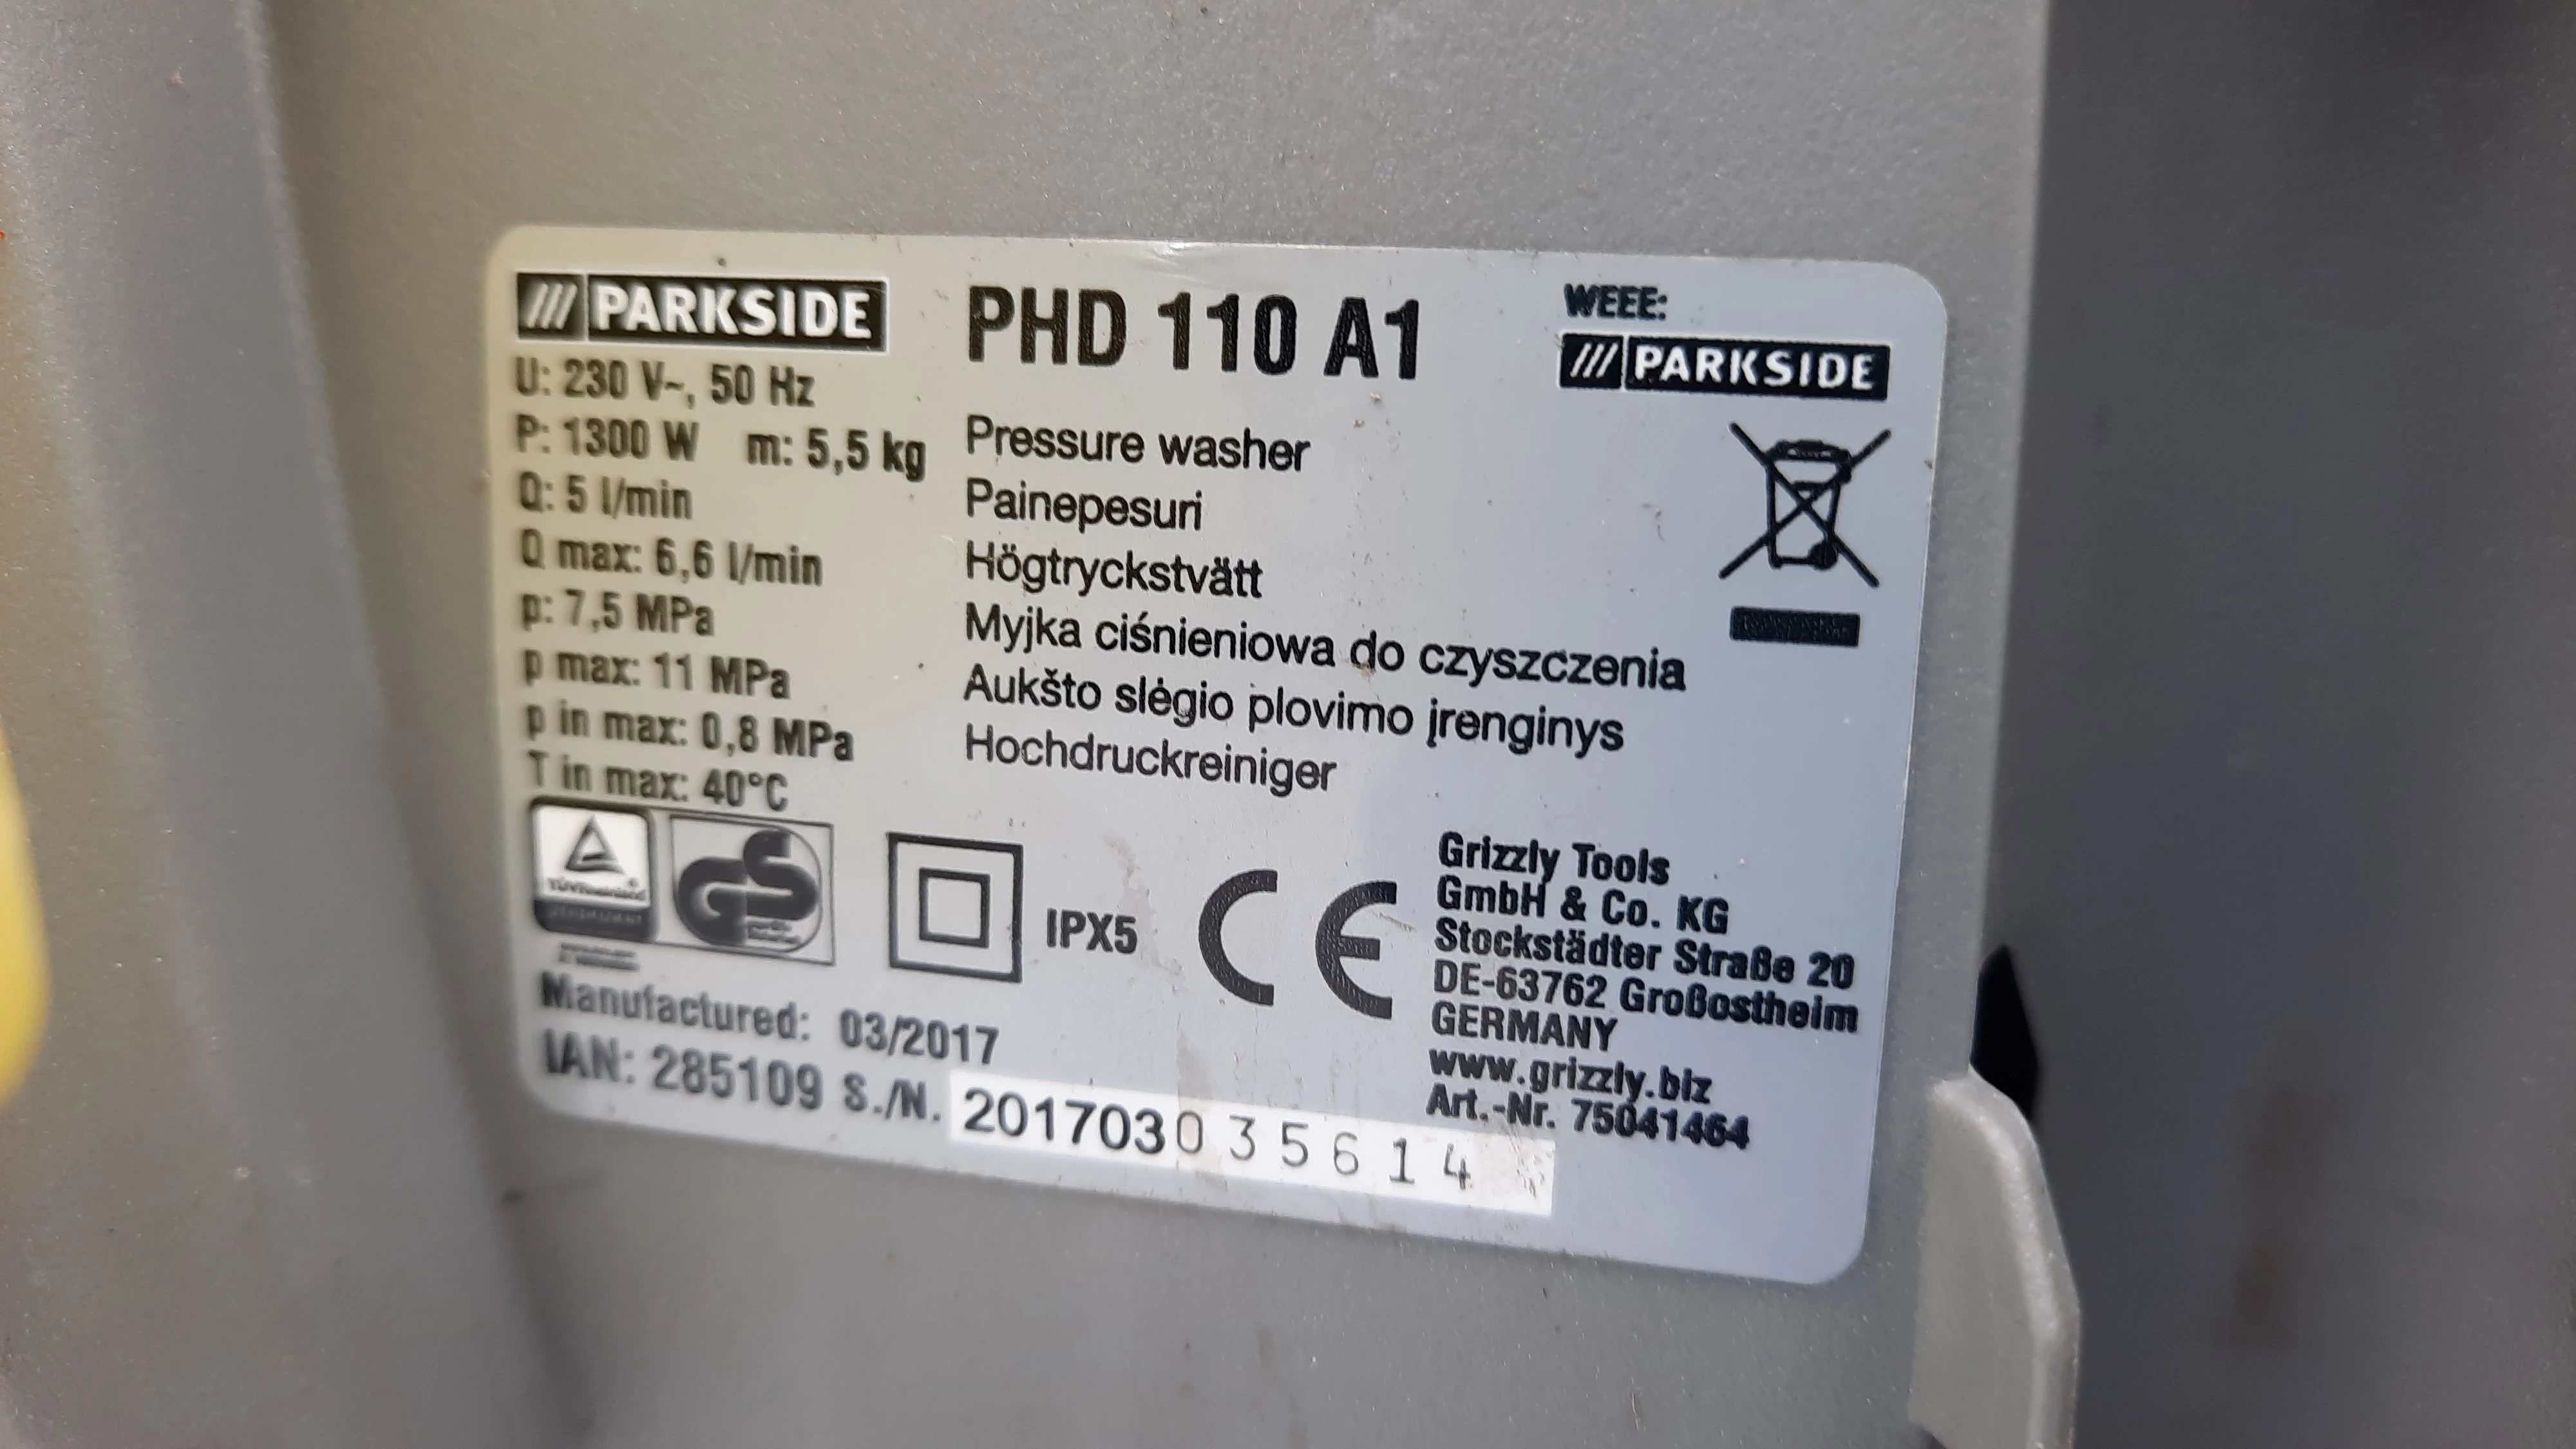 PARKSIDE
U: 230 V~, 50 Hz
P: 1300 W m: 5,5 kg
Q: 5 l/min
Q max: 6,6 l/min
p: 7,5 MPa
p max: 11 MPa
p in max: 0,8 MPa
T in max: 40°C
PHD 110 A1
Pressure washer
Painepesuri
Högtryckstvätt
Myjka ciśnieniowa do czyszczenia
Aukšto slėgio plovimo įrenginys
Hochdruckreiniger
WEEE:
PARKSIDE
TÜVRheinland
GS
IPX5
CE
Grizzly Tools
GmbH & Co. KG
Stockstädter Straße 20
DE-63762 Großostheim
GERMANY
www.grizzly.biz
Art.-Nr. 75041464
Manufactured: 03/2017
IAN: 285109 S./N. 201703035614